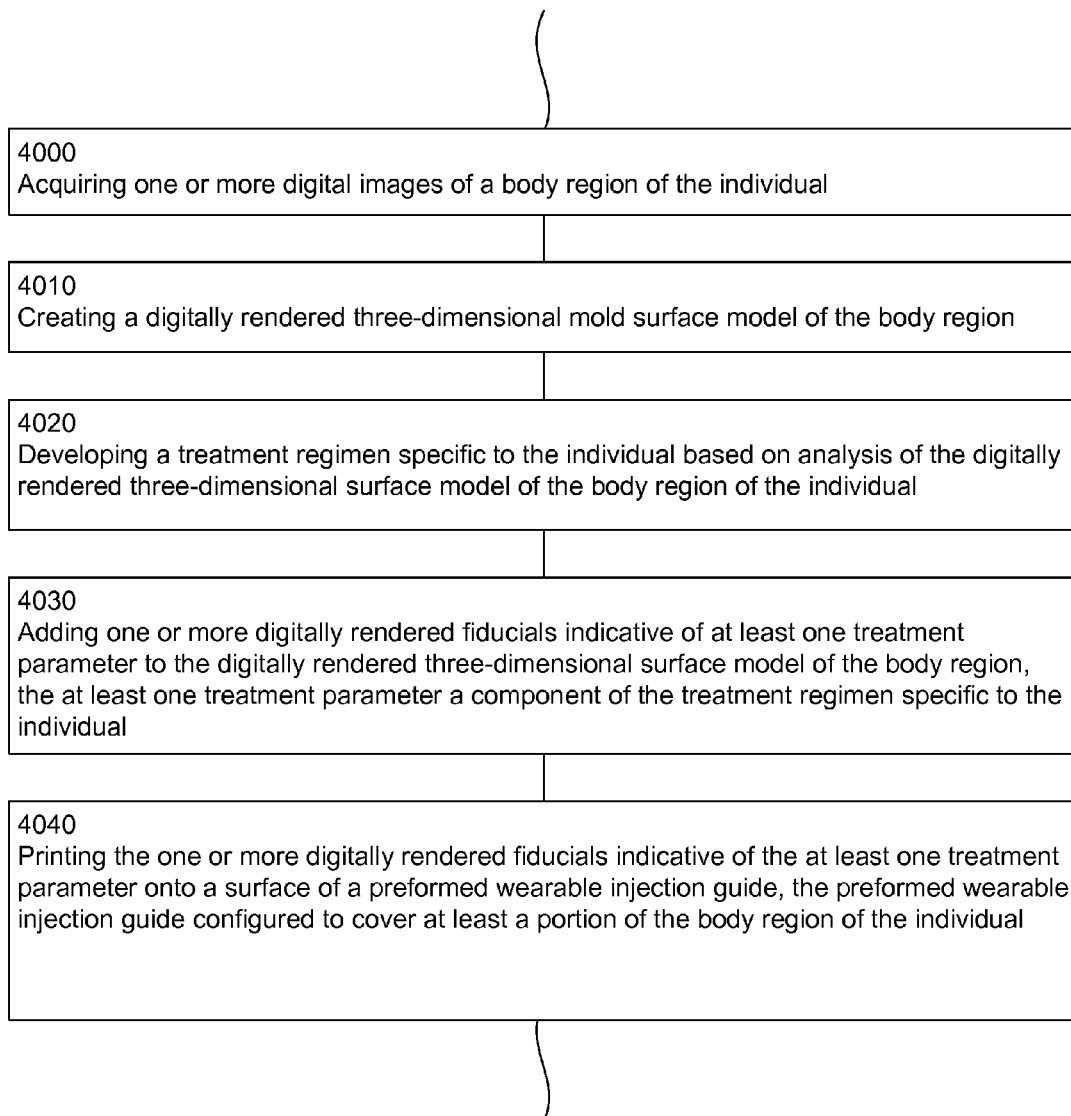 4000
Acquiring one or more digital images of a body region of the individual
4010
Creating a digitally rendered three-dimensional mold surface model of the body region
4020
Developing a treatment regimen specific to the individual based on analysis of the digitally
rendered three-dimensional surface model of the body region of the individual
4030
Adding one or more digitally rendered fiducials indicative of at least one treatment
parameter to the digitally rendered three-dimensional surface model of the body region,
the at least one treatment parameter a component of the treatment regimen specific to the
individual
4040
Printing the one or more digitally rendered fiducials indicative of the at least one treatment
parameter onto a surface of a preformed wearable injection guide, the preformed wearable
injection guide configured to cover at least a portion of the body region of the individual